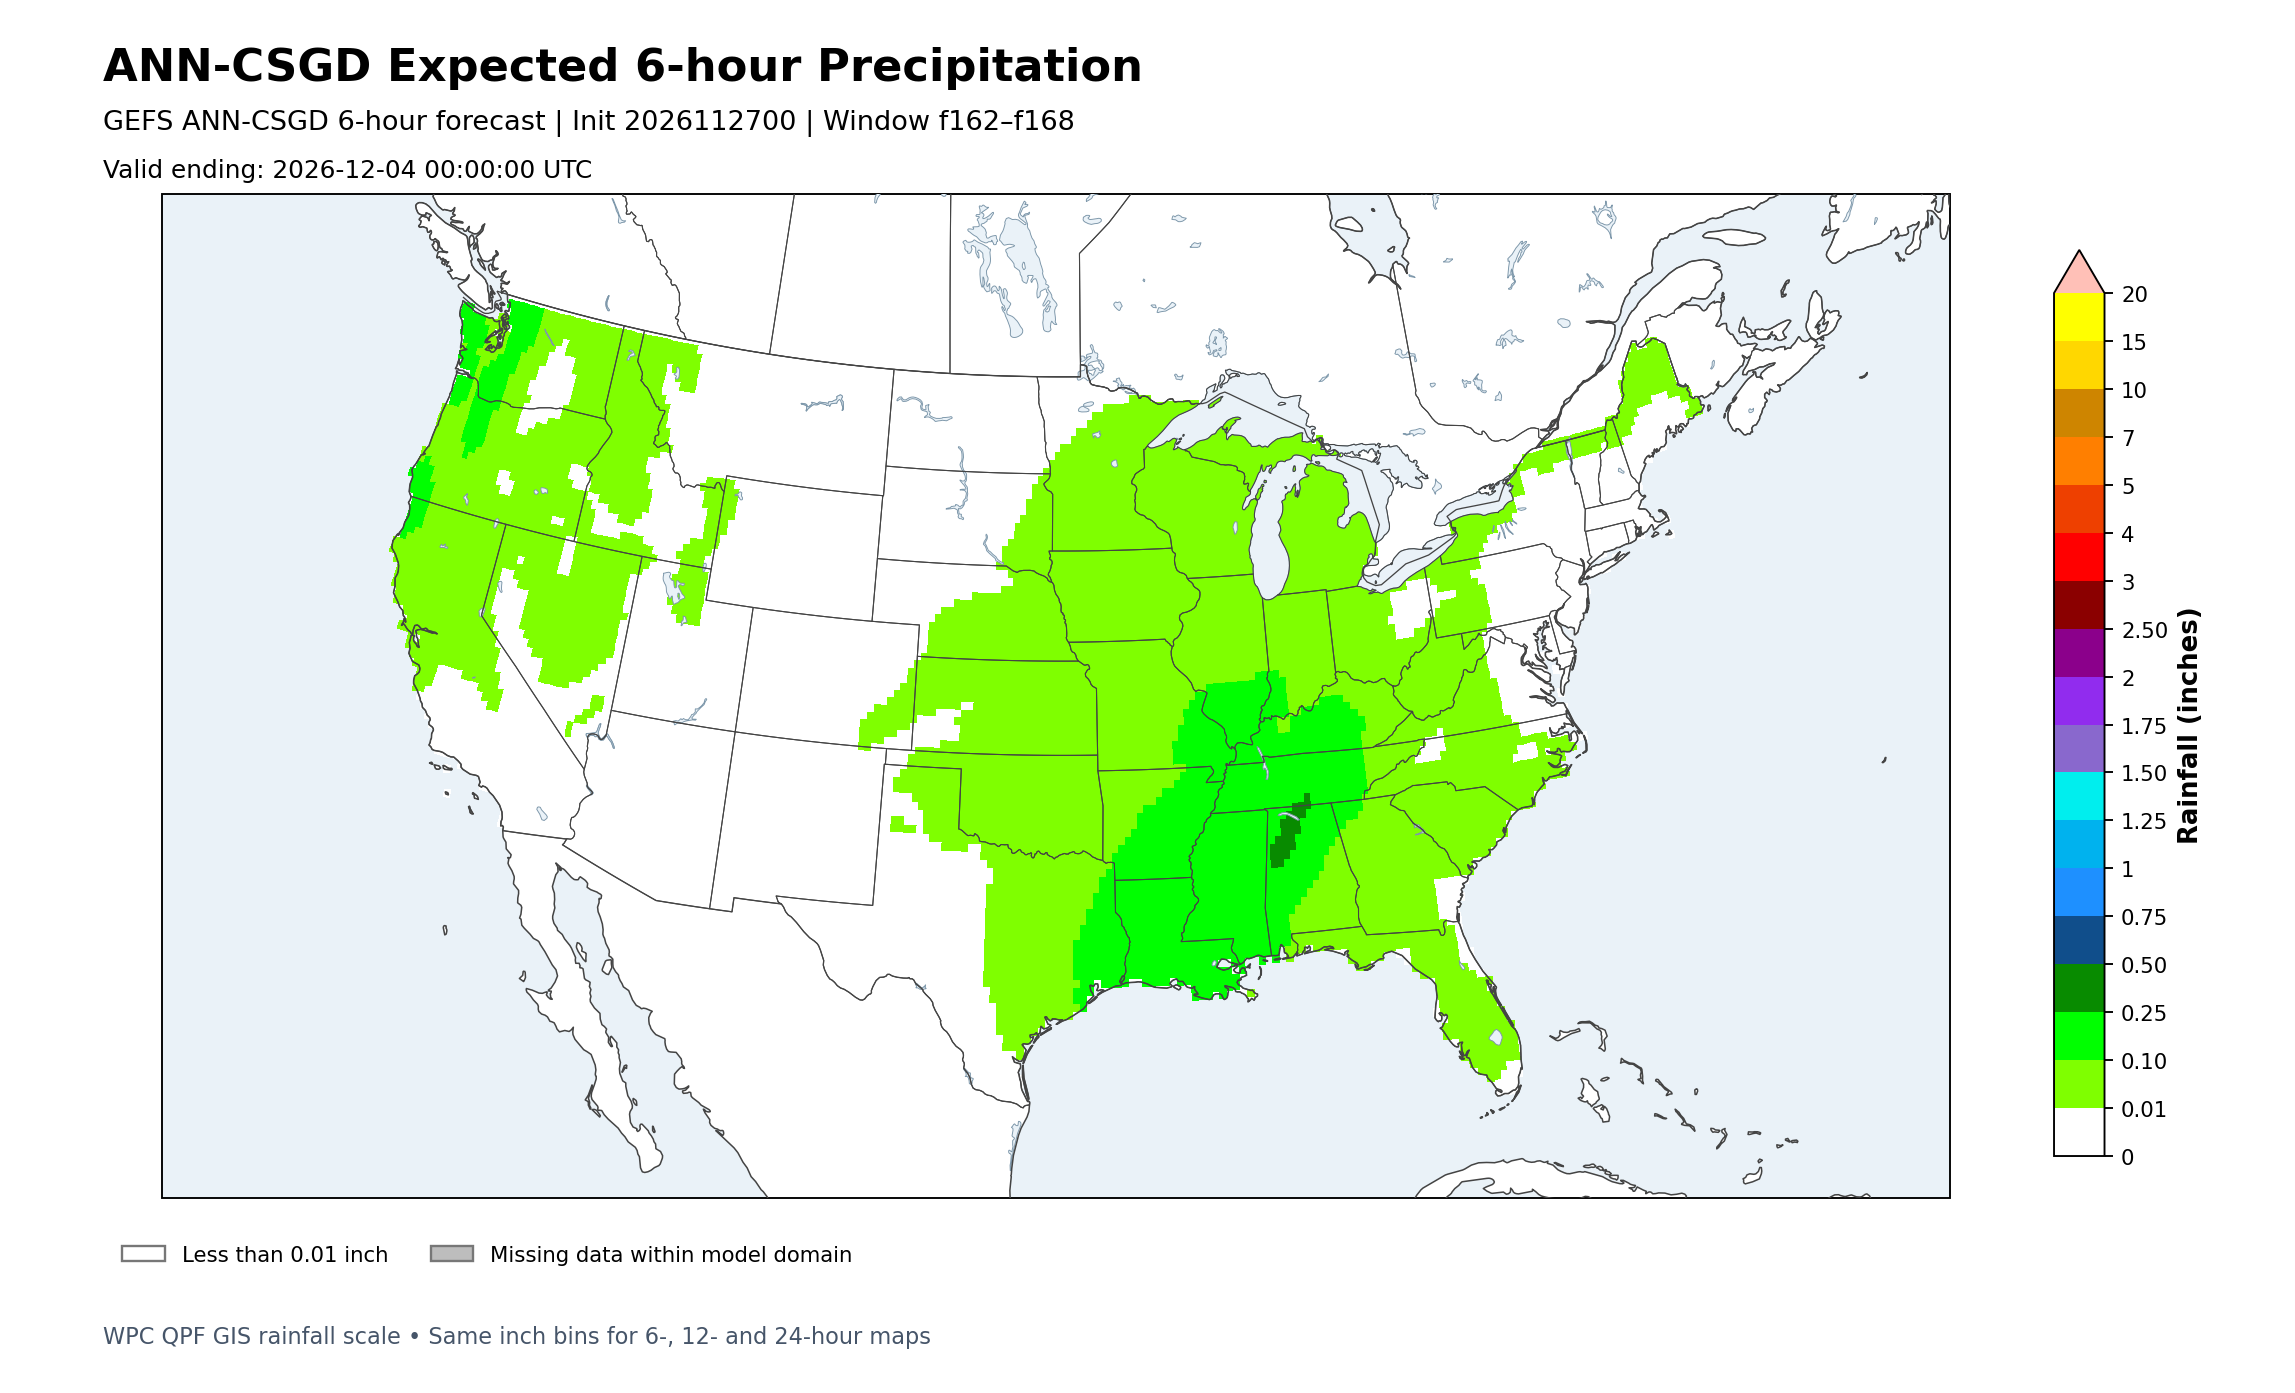 ANN-CSGD Expected 6-hour Precipitation
GEFS ANN-CSGD 6-hour forecast | Init 2026112700 | Window f162–f168
Valid ending: 2026-12-04 00:00:00 UTC
20
15
10
7
5
4
3
2.50
2
1.75
1.50
1.25
1
0.75
0.50
0.25
0.10
0.01
0
Rainfall (inches)
Less than 0.01 inch
Missing data within model domain
WPC QPF GIS rainfall scale • Same inch bins for 6-, 12- and 24-hour maps